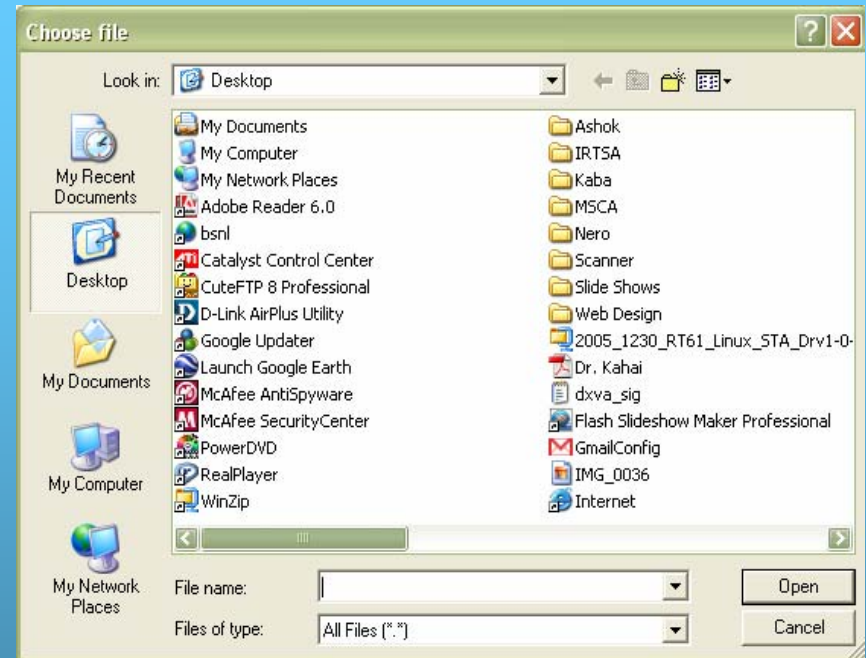 Choose file
Look in:
Desktop
My Recent
Documents
Desktop
My Documents
My Computer
My Network
Places
My Documents
My Computer
My Network Places
Adobe Reader 6.0
bsnl
Catalyst Control Center
CuteFTP 8 Professional
D-Link AirPlus Utility
Google Updater
Launch Google Earth
McAfee AntiSpyware
McAfee SecurityCenter
PowerDVD
RealPlayer
WinZip
Ashok
IRTSA
Kaba
MSCA
Nero
Scanner
Slide Shows
Web Design
2005_1230_RT61_Linux_STA_Drv1-0-
Dr. Kahai
dxva_sig
Flash Slideshow Maker Professional
GmailConfig
IMG_0036
Internet
File name:
Open
Files of type:
All Files (*.*)
Cancel